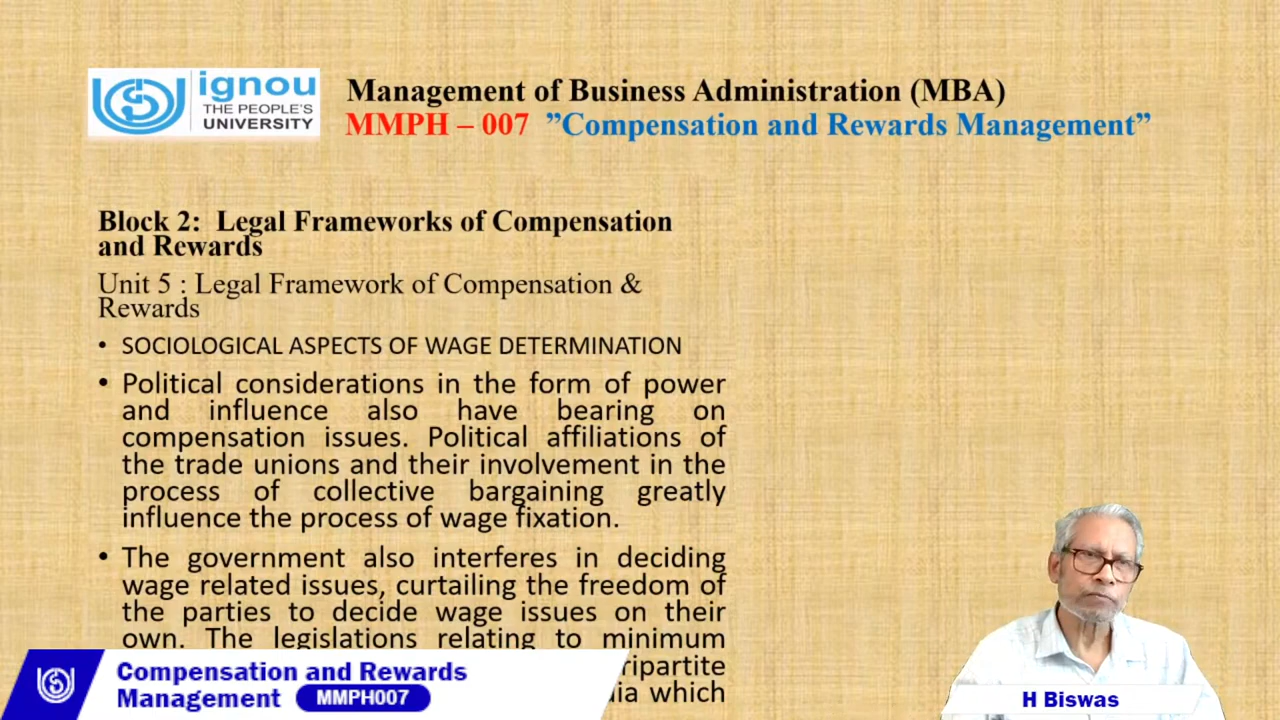 ignou
THE PEOPLE'S
UNIVERSITY
Management of Business Administration (MBA)
MMPH – 007 ”Compensation and Rewards Management”
Block 2: Legal Frameworks of Compensation
and Rewards
Unit 5 : Legal Framework of Compensation &
Rewards
• SOCIOLOGICAL ASPECTS OF WAGE DETERMINATION
• Political considerations in the form of power
and influence also have bearing on
compensation issues. Political affiliations of
the trade unions and their involvement in the
process of collective bargaining greatly
influence the process of wage fixation.
• The government also interferes in deciding
wage related issues, curtailing the freedom of
the parties to decide wage issues on their
own. The legislations relating to minimum
which
Compensation and Rewards
Management MMPH007
H Biswas